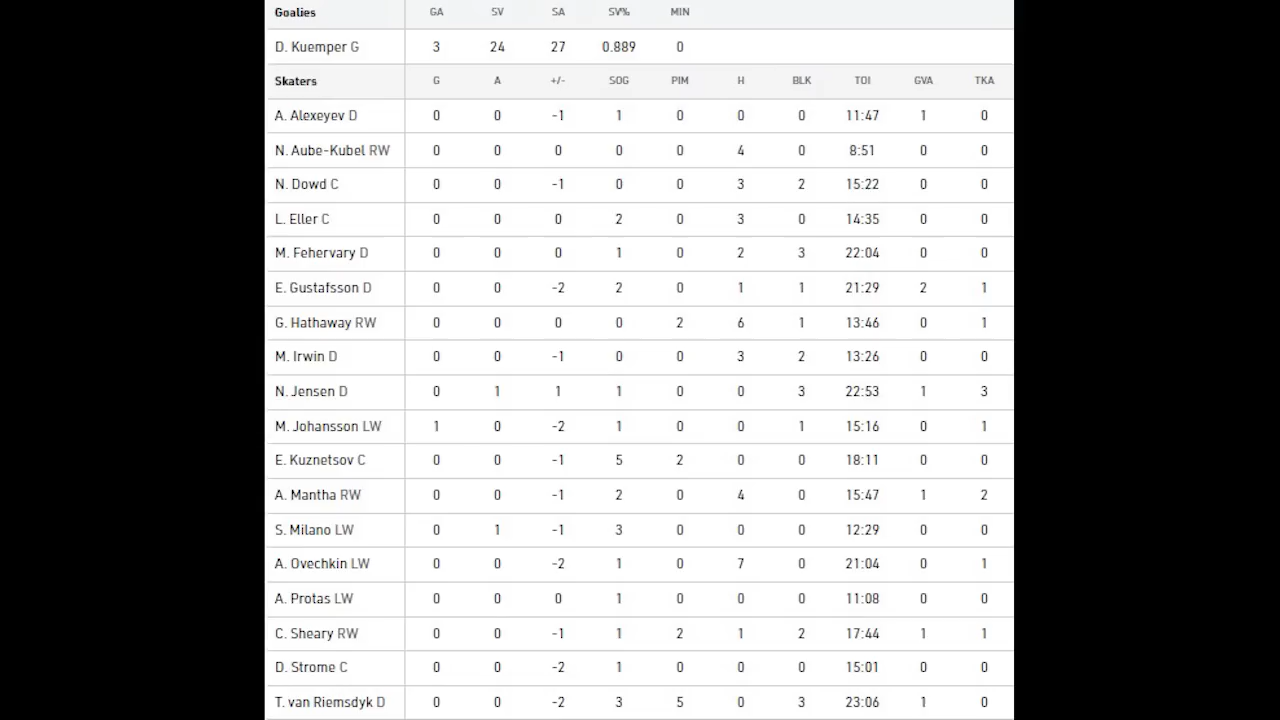 Goalies GA SV SA SV% MIN
D. Kuemper G 3 24 27 0.889 0
Skaters G A +/- SOG PIM H BLK TOI GVA TKA
A. Alexeyev D 0 0 -1 1 0 0 0 11:47 1 0
N. Aube-Kubel RW 0 0 0 0 0 4 0 8:51 0 0
N. Dowd C 0 0 -1 0 0 3 2 15:22 0 0
L. Eller C 0 0 0 2 0 3 0 14:35 0 0
M. Fehervary D 0 0 0 1 0 2 3 22:04 0 0
E. Gustafsson D 0 0 -2 2 0 1 1 21:29 2 1
G. Hathaway RW 0 0 0 0 2 6 1 13:46 0 1
M. Irwin D 0 0 -1 0 0 3 2 13:26 0 0
N. Jensen D 0 1 1 1 0 0 3 22:53 1 3
M. Johansson LW 1 0 -2 1 0 0 1 15:16 0 1
E. Kuznetsov C 0 0 -1 5 2 0 0 18:11 0 0
A. Mantha RW 0 0 -1 2 0 4 0 15:47 1 2
S. Milano LW 0 1 -1 3 0 0 0 12:29 0 0
A. Ovechkin LW 0 0 -2 1 0 7 0 21:04 0 1
A. Protas LW 0 0 0 1 0 0 0 11:08 0 0
C. Sheary RW 0 0 -1 1 2 1 2 17:44 1 1
D. Strome C 0 0 -2 1 0 0 0 15:01 0 0
T. van Riemsdyk D 0 0 -2 3 5 0 3 23:06 1 0